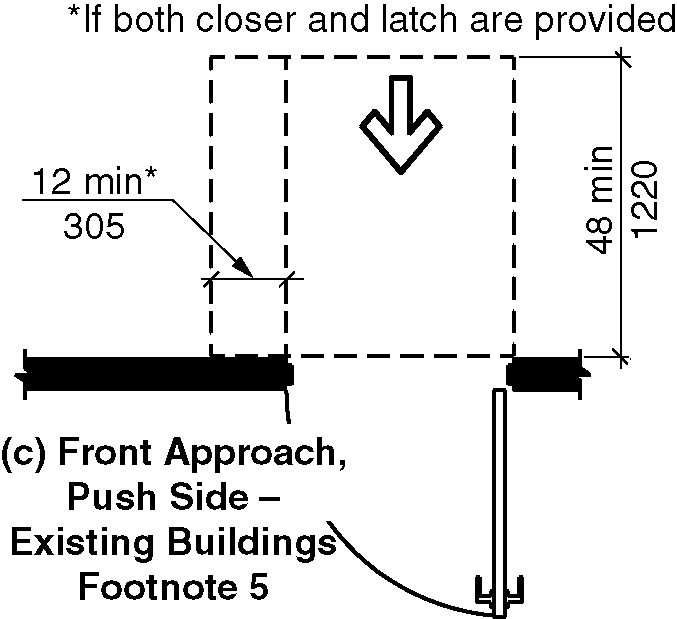 *If both closer and latch are provided
12 min*
305
48 min
1220
(c) Front Approach,
Push Side –
Existing Buildings
Footnote 5